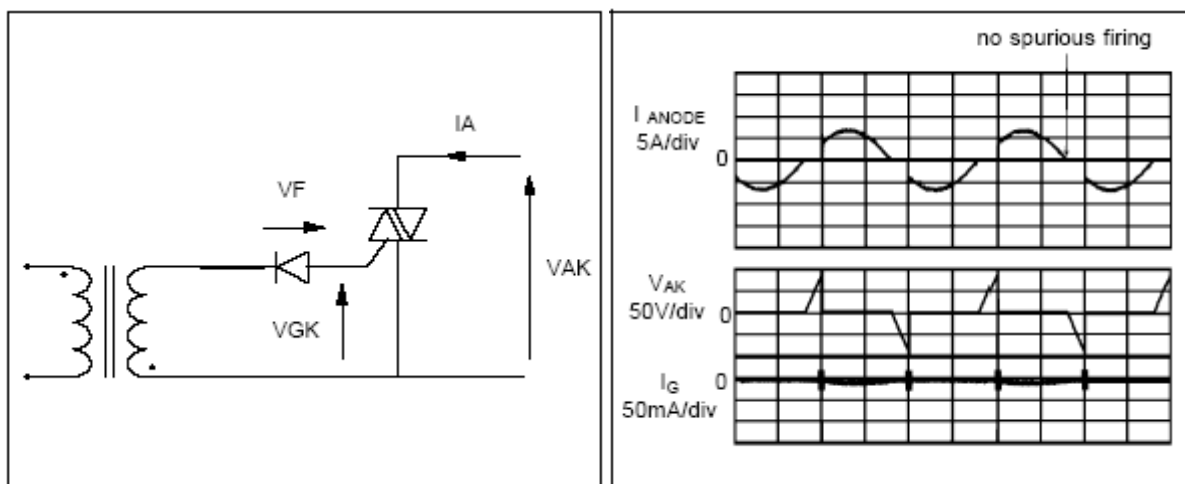 IA
VF
VAK
VGK
no spurious firing
I ANODE
5A/div
0
VAK
50V/div
0
IG
0
50mA/div